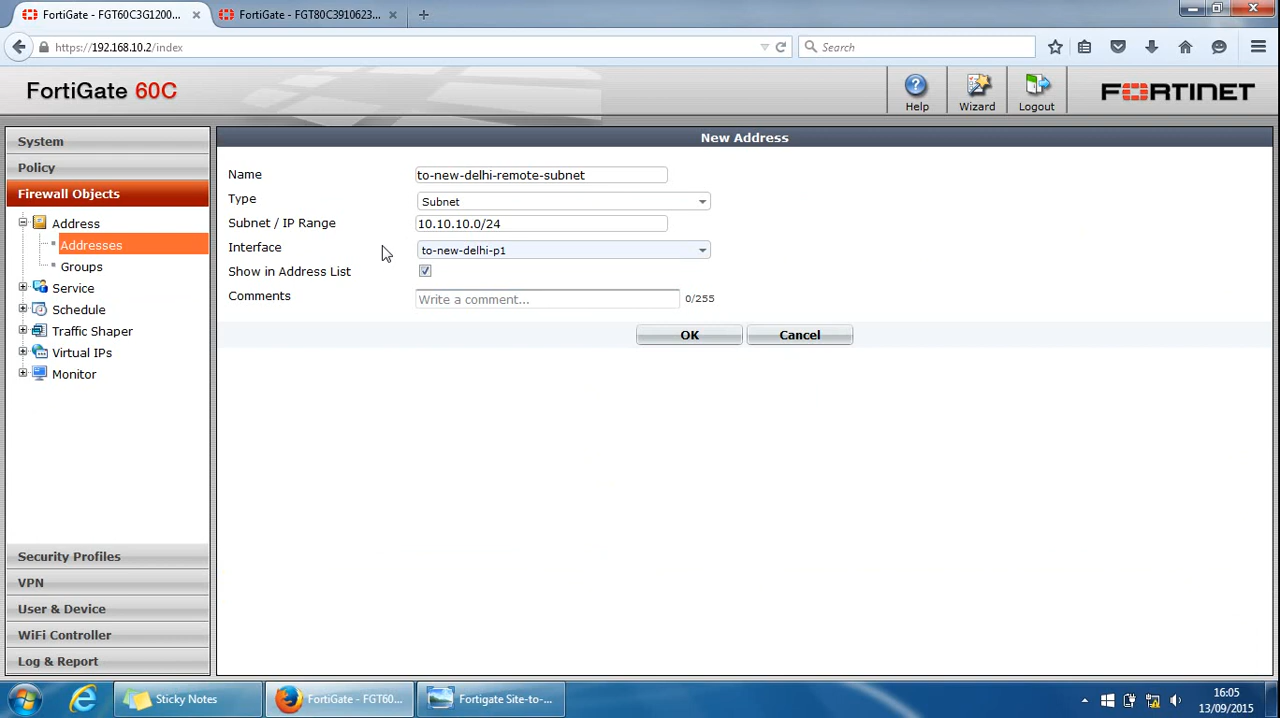 FortiGate - FGT60C3G1200...
FortiGate - FGT80C3910623...
https://192.168.10.2/index
Search
FortiGate 60C
Help
Wizard
Logout
FORTINET
System
Policy
Firewall Objects
Address
Addresses
Groups
Service
Schedule
Traffic Shaper
Virtual IPs
Monitor
Security Profiles
VPN
User & Device
WiFi Controller
Log & Report
New Address
Name
to-new-delhi-remote-subnet
Type
Subnet
Subnet / IP Range
10.10.10.0/24
Interface
to-new-delhi-p1
Show in Address List
Comments
Write a comment...
0/255
OK
Cancel
Sticky Notes
FortiGate - FGT60...
Fortigate Site-to-...
16:05
13/09/2015